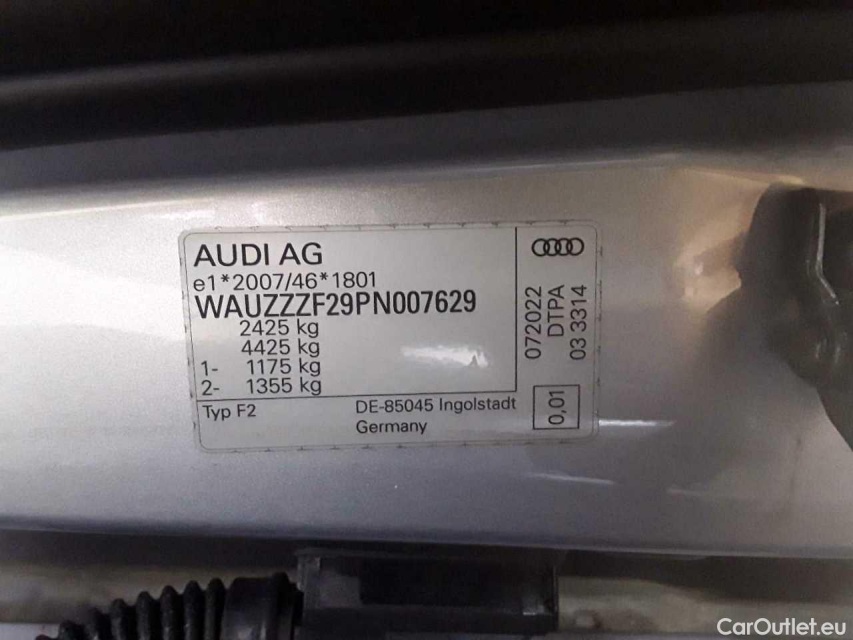 AUDI AG
e1*2007/46*1801
WAUZZZF29PN007629
2425 kg
4425 kg
1- 1175 kg
2- 1355 kg
Typ F2
DE-85045 Ingolstadt
Germany
072022
DTPA
03 3314
0,01
CarOutlet.eu